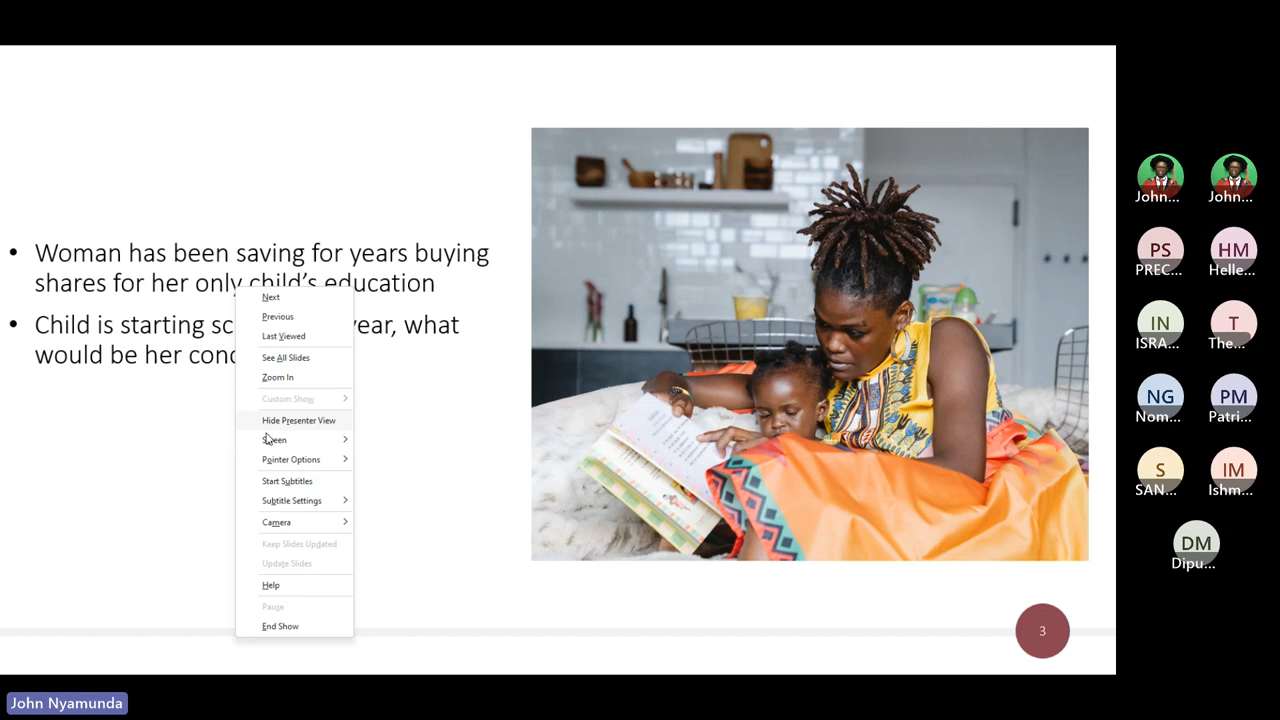 • Woman has been saving for years buying
shares for her only child's education
• Child is starting sc year, what
would be her conc
Next
Previous
Last Viewed
See All Slides
Zoom In
Custom Show
Hide Presenter View
Screen
Pointer Options
Start Subtitles
Subtitle Settings
Camera
Keep Slides Updated
Update Slides
Help
Pause
End Show
3
John... John...
PS HM
PREC... Helle...
IN T
ISRA... The...
NG PM
Nom... Patri...
S IM
SAN... Ishm...
DM
Dipu...
John Nyamunda